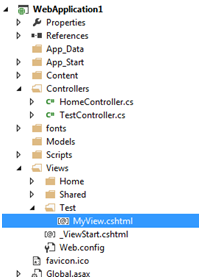 WebApplication1
Properties
References
App_Data
App_Start
Content
Controllers
C# HomeController.cs
C# TestController.cs
fonts
Models
Scripts
Views
Home
Shared
Test
[@] MyView.cshtml
[@] _ViewStart.cshtml
Web.config
favicon.ico
Global.asax